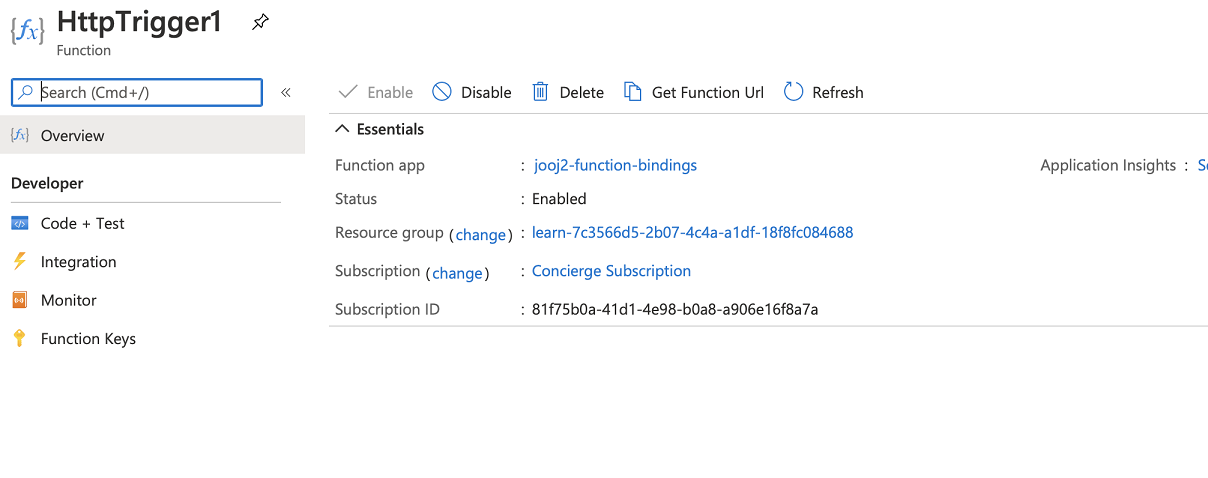 {fx} HttpTrigger1
Function
Search (Cmd+/)
«
Enable Disable Delete Get Function Url Refresh
{fx} Overview
Essentials
Developer
Function app : jooj2-function-bindings
Application Insights :
Status : Enabled
Code + Test
Resource group (change) : learn-7c3566d5-2b07-4c4a-a1df-18f8fc084688
Integration
Subscription (change) : Concierge Subscription
Monitor
Subscription ID : 81f75b0a-41d1-4e98-b0a8-a906e16f8a7a
Function Keys